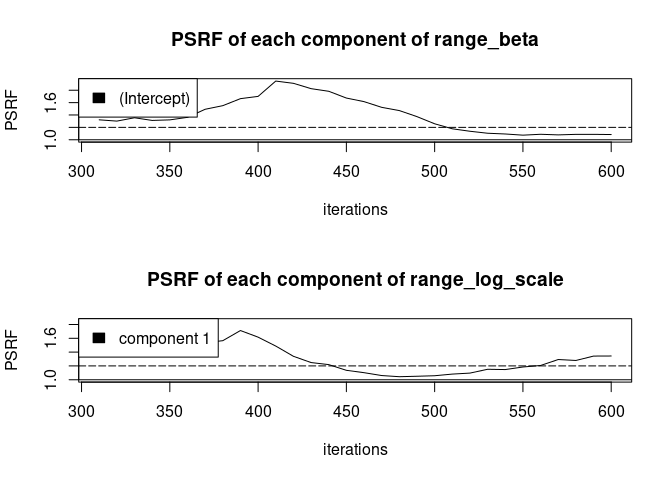 PSRF of each component of range_beta
PSRF
1.0 1.6
(Intercept)
300 350 400 450 500 550 600
iterations
PSRF of each component of range_log_scale
PSRF
1.0 1.6
component 1
300 350 400 450 500 550 600
iterations